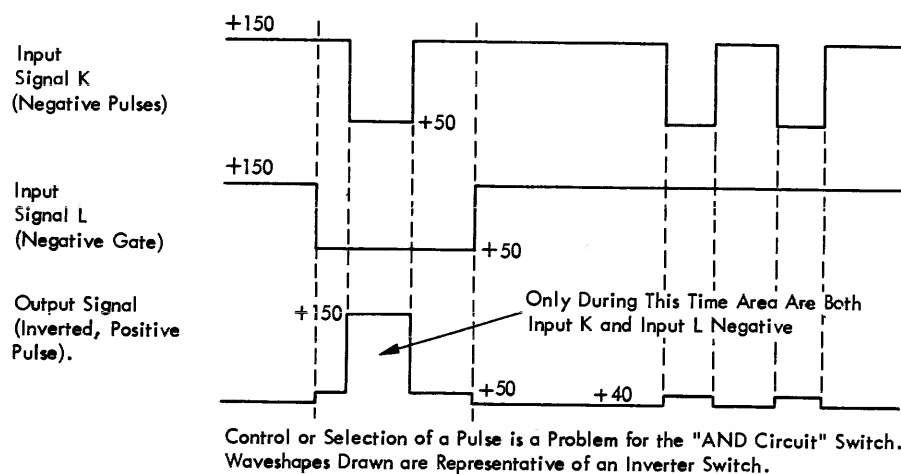 +150
Input
Signal K
(Negative Pulses)
+50
+150
Input
Signal L
(Negative Gate)
+50
Output Signal
(Inverted, Positive
Pulse).
+150
Only During This Time Area Are Both
Input K and Input L Negative
+50
+40
Control or Selection of a Pulse is a Problem for the "AND Circuit" Switch.
Waveshapes Drawn are Representative of an Inverter Switch.